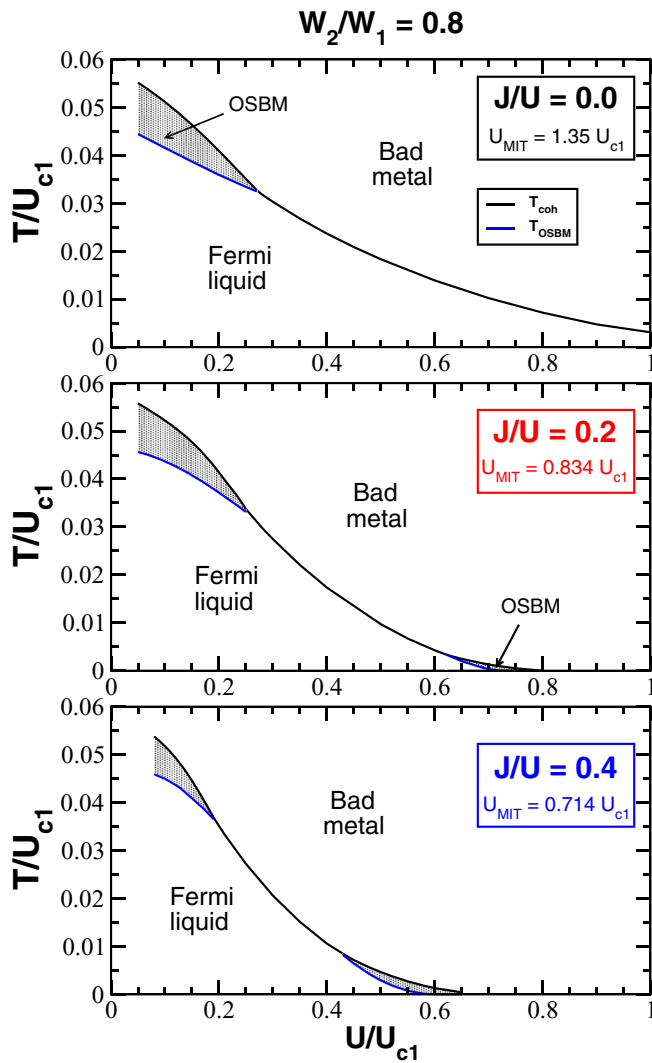 W2/W1 = 0.8
0.06
0.05
0.04
0.03
0.02
0.01
0
T/Uc1
OSBM
Bad
metal
Fermi
liquid
J/U = 0.0
UMIT = 1.35 Uc1
Tcoh
TOSBM
0
0.2
0.4
0.6
0.8
1
0.06
0.05
0.04
0.03
0.02
0.01
0
T/Uc1
J/U = 0.2
UMIT = 0.834 Uc1
Bad
metal
Fermi
liquid
OSBM
0
0.2
0.4
0.6
0.8
1
0.06
0.05
0.04
0.03
0.02
0.01
0
T/Uc1
J/U = 0.4
UMIT = 0.714 Uc1
Bad
metal
Fermi
liquid
0
0.2
0.4
0.6
0.8
1
U/Uc1